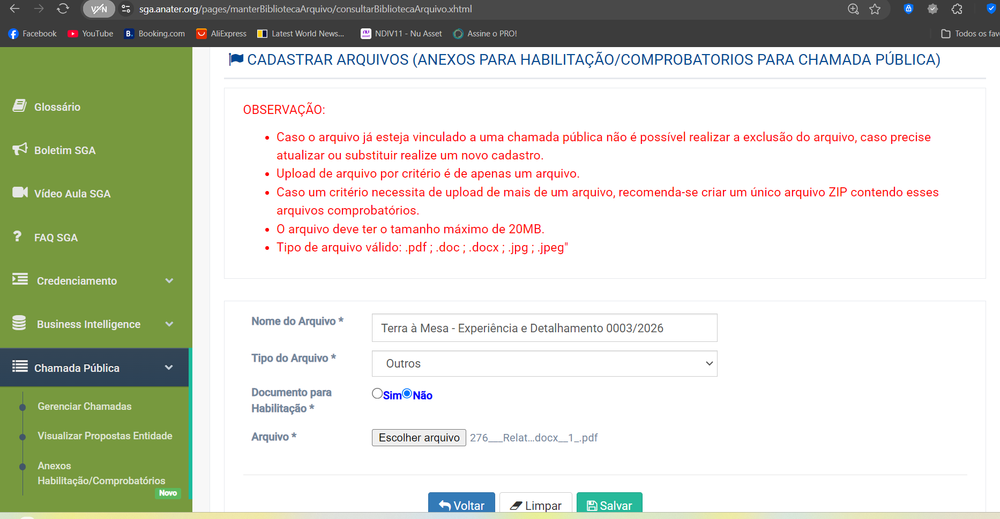 VPN
sga.anater.org/pages/manterBibliotecaArquivo/consultarBibliotecaArquivo.xhtml
Facebook
YouTube
B.
Booking.com
AliExpress
Latest World News...
nu
asset
NDIV11 - Nu Asset
Assine o PRO!
Todos os fav
CADASTRAR ARQUIVOS (ANEXOS PARA HABILITAÇÃO/COMPROBATORIOS PARA CHAMADA PÚBLICA)
Glossário
Boletim SGA
Vídeo Aula SGA
? FAQ SGA
Credenciamento
Business Intelligence
Chamada Pública
Gerenciar Chamadas
Visualizar Propostas Entidade
Anexos
Habilitação/Comprobatórios
Novo
OBSERVAÇÃO:
• Caso o arquivo já esteja vinculado a uma chamada pública não é possível realizar a exclusão do arquivo, caso precise
atualizar ou substituir realize um novo cadastro.
• Upload de arquivo por critério é de apenas um arquivo.
• Caso um critério necessita de upload de mais de um arquivo, recomenda-se criar um único arquivo ZIP contendo esses
arquivos comprobatórios.
• O arquivo deve ter o tamanho máximo de 20MB.
• Tipo de arquivo válido: .pdf ; .doc ; .docx ; .jpg ; .jpeg"
Nome do Arquivo *
Terra à Mesa - Experiência e Detalhamento 0003/2026
Tipo do Arquivo *
Outros
Documento para
Habilitação *
Sim Não
Arquivo *
Escolher arquivo 276___Relat...docx__1_.pdf
Voltar
Limpar
Salvar